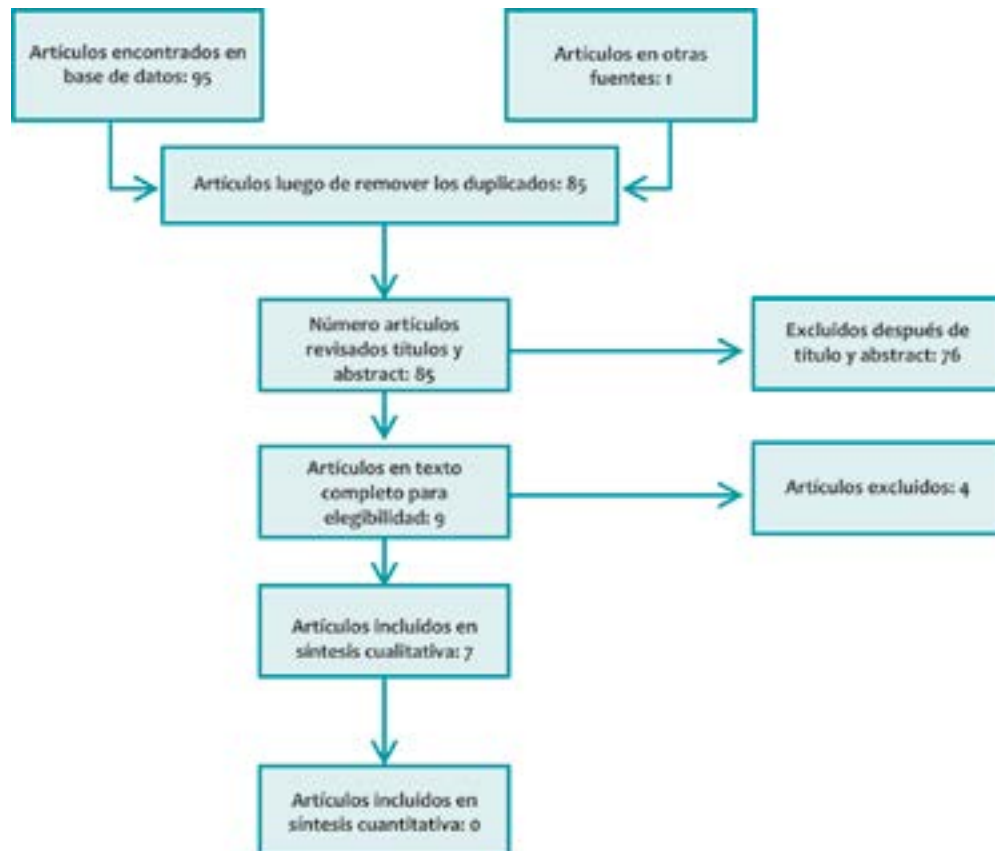 Artículos encontrados en
base de datos: 95
Artículos en otras
fuentes: 1
Artículos luego de remover los duplicados: 85
Número artículos
revisados títulos y
abstract: 85
Excluidos después de
título y abstract: 76
Artículos en texto
completo para
elegibilidad: 9
Artículos excluidos: 4
Artículos incluidos en
síntesis cualitativa: 7
Artículos incluidos en
síntesis cuantitativa: 0